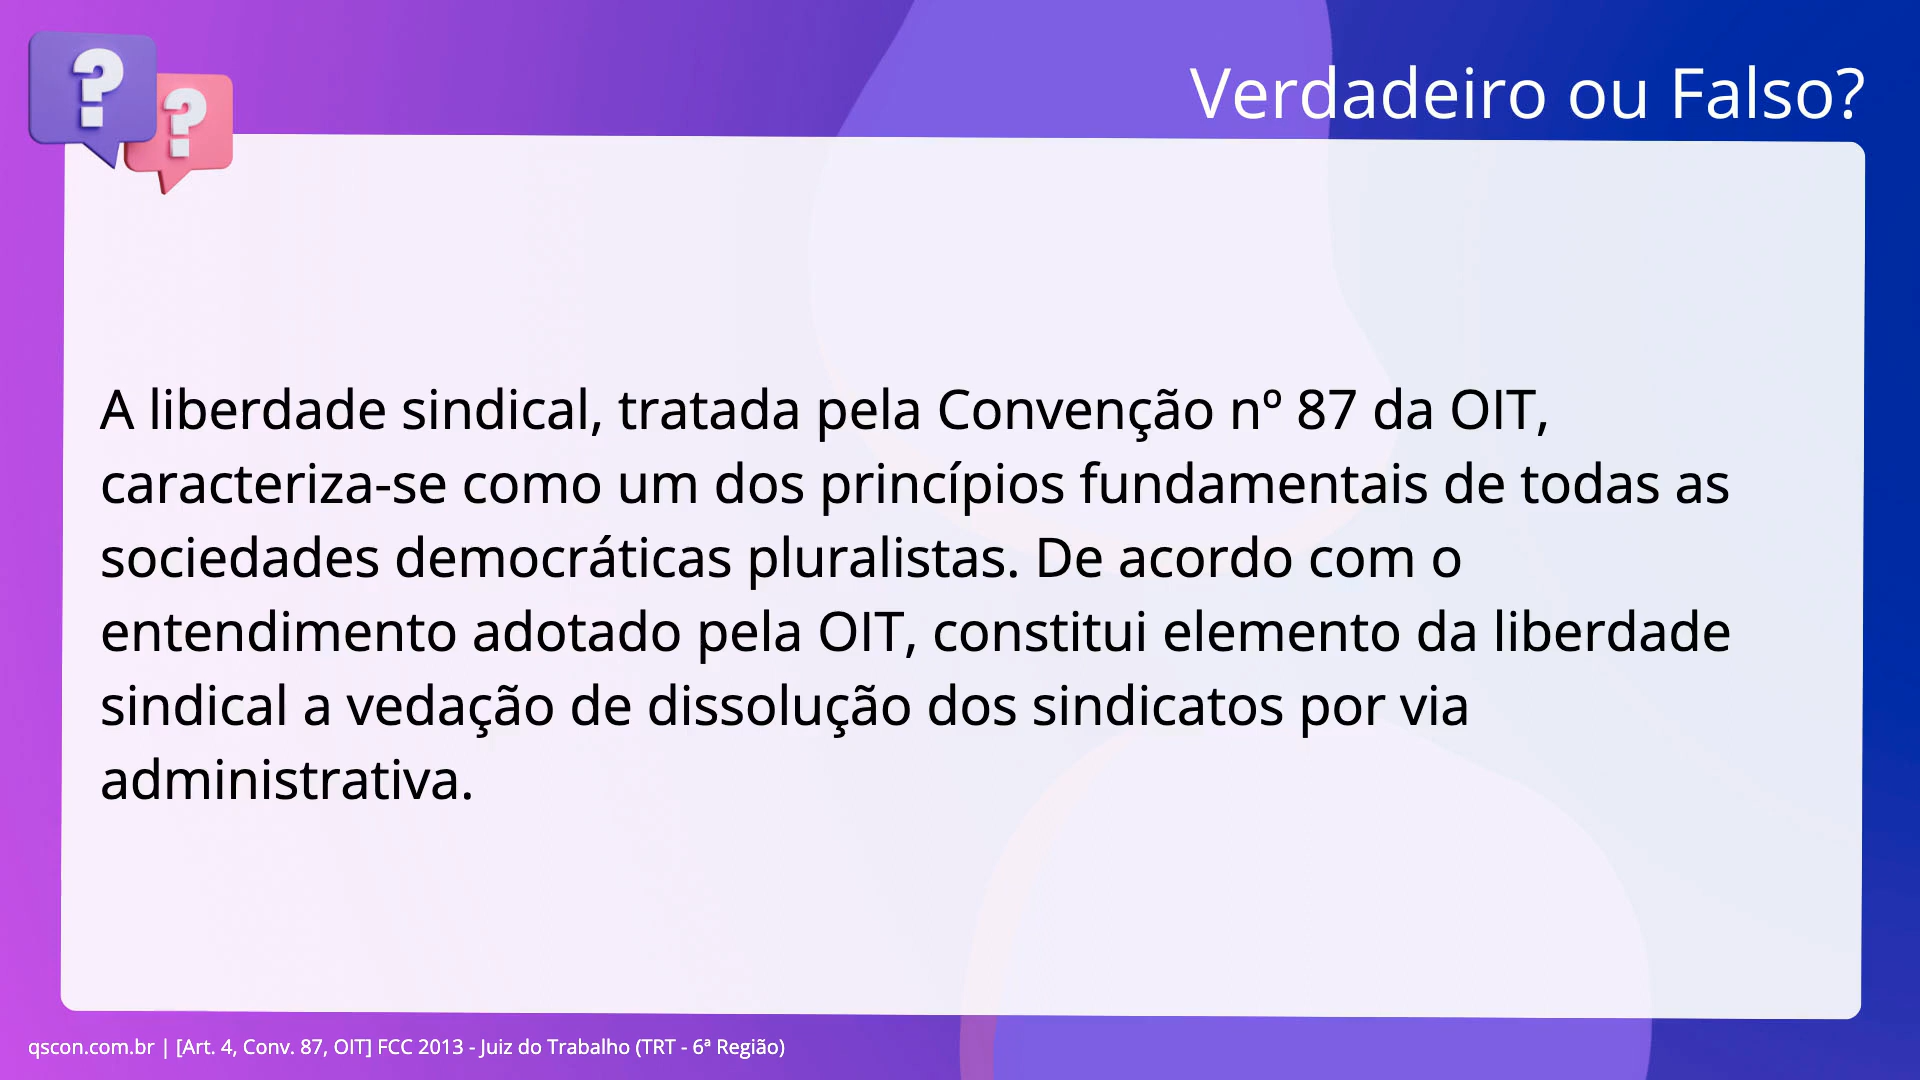 Verdadeiro ou Falso?
A liberdade sindical, tratada pela Convenção nº 87 da OIT,
caracteriza-se como um dos princípios fundamentais de todas as
sociedades democráticas pluralistas. De acordo com o
entendimento adotado pela OIT, constitui elemento da liberdade
sindical a vedação de dissolução dos sindicatos por via
administrativa.
qscon.com.br | [Art. 4, Conv. 87, OIT] FCC 2013 - Juiz do Trabalho (TRT - 6ª Região)